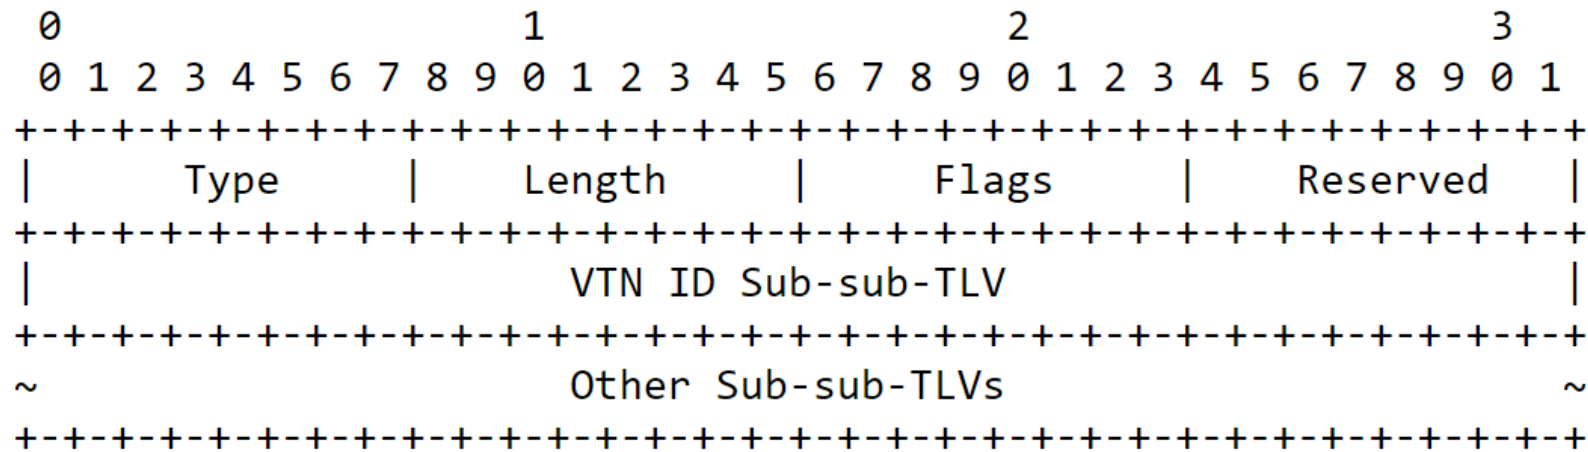 0                   1                   2                   3
 0 1 2 3 4 5 6 7 8 9 0 1 2 3 4 5 6 7 8 9 0 1 2 3 4 5 6 7 8 9 0 1
+-+-+-+-+-+-+-+-+-+-+-+-+-+-+-+-+-+-+-+-+-+-+-+-+-+-+-+-+-+-+-+-+
|      Type     |    Length     |     Flags     |    Reserved   |
+-+-+-+-+-+-+-+-+-+-+-+-+-+-+-+-+-+-+-+-+-+-+-+-+-+-+-+-+-+-+-+-+
|                      VTN ID Sub-sub-TLV                       |
+-+-+-+-+-+-+-+-+-+-+-+-+-+-+-+-+-+-+-+-+-+-+-+-+-+-+-+-+-+-+-+-+
~                      Other Sub-sub-TLVs                       ~
+-+-+-+-+-+-+-+-+-+-+-+-+-+-+-+-+-+-+-+-+-+-+-+-+-+-+-+-+-+-+-+-+